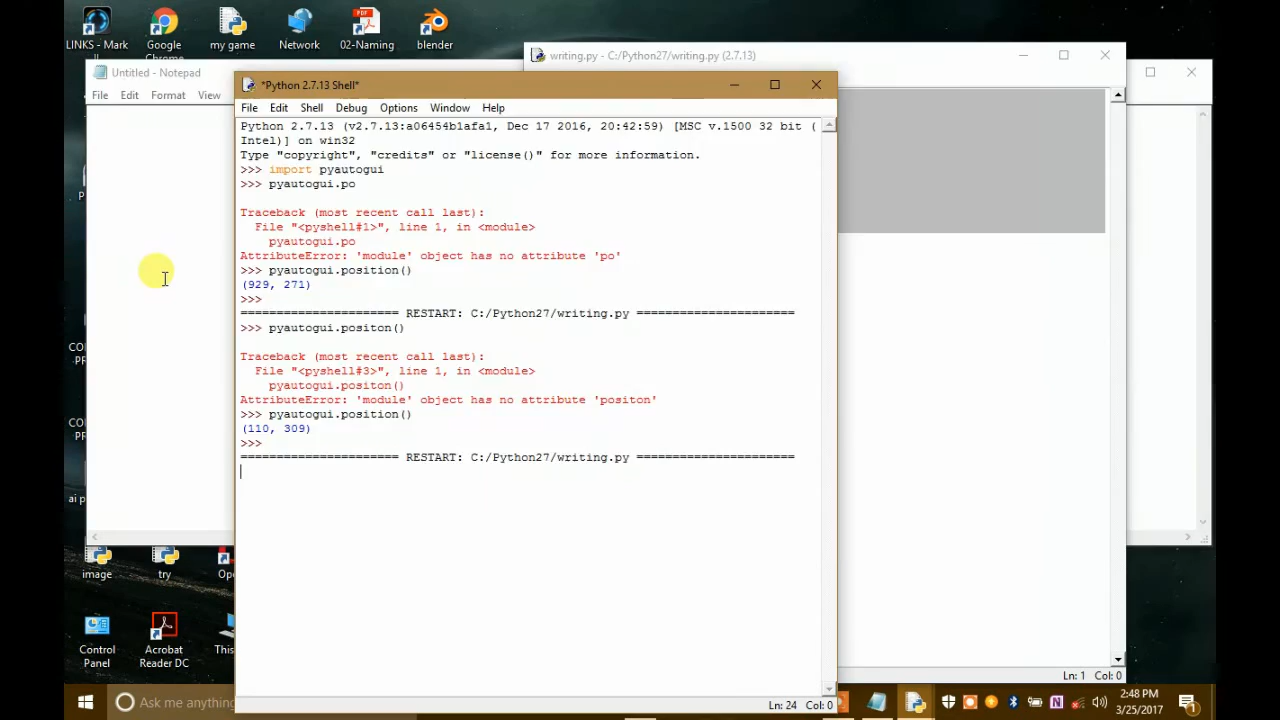 LINKS - Mark
Google
my game
Network
02-Naming
blender
writing.py - C:/Python27/writing.py (2.7.13)
Untitled - Notepad
File Edit Format View
*Python 2.7.13 Shell*
File Edit Shell Debug Options Window Help
Python 2.7.13 (v2.7.13:a06454b1afa1, Dec 17 2016, 20:42:59) [MSC v.1500 32 bit (
Intel)] on win32
Type "copyright", "credits" or "license()" for more information.
>>> import pyautogui
>>> pyautogui.po
Traceback (most recent call last):
File "<pyshell#1>", line 1, in <module>
pyautogui.po
AttributeError: 'module' object has no attribute 'po'
>>> pyautogui.position()
(929, 271)
>>>
====================== RESTART: C:/Python27/writing.py ======================
>>> pyautogui.positon()
Traceback (most recent call last):
File "<pyshell#3>", line 1, in <module>
pyautogui.positon()
AttributeError: 'module' object has no attribute 'positon'
>>> pyautogui.position()
(110, 309)
>>>
====================== RESTART: C:/Python27/writing.py ======================
image
try
Control
Panel
Acrobat
Reader DC
This
Ln: 1 Col: 0
Ln: 24 Col: 0
Ask me anything
2:48 PM
3/25/2017